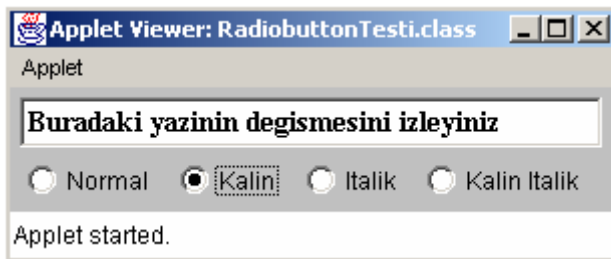 Applet Viewer: RadiobuttonTesti.class
Applet
Buradaki yazinin degismesini izleyiniz
Normal Kalin Italik Kalin Italik
Applet started.